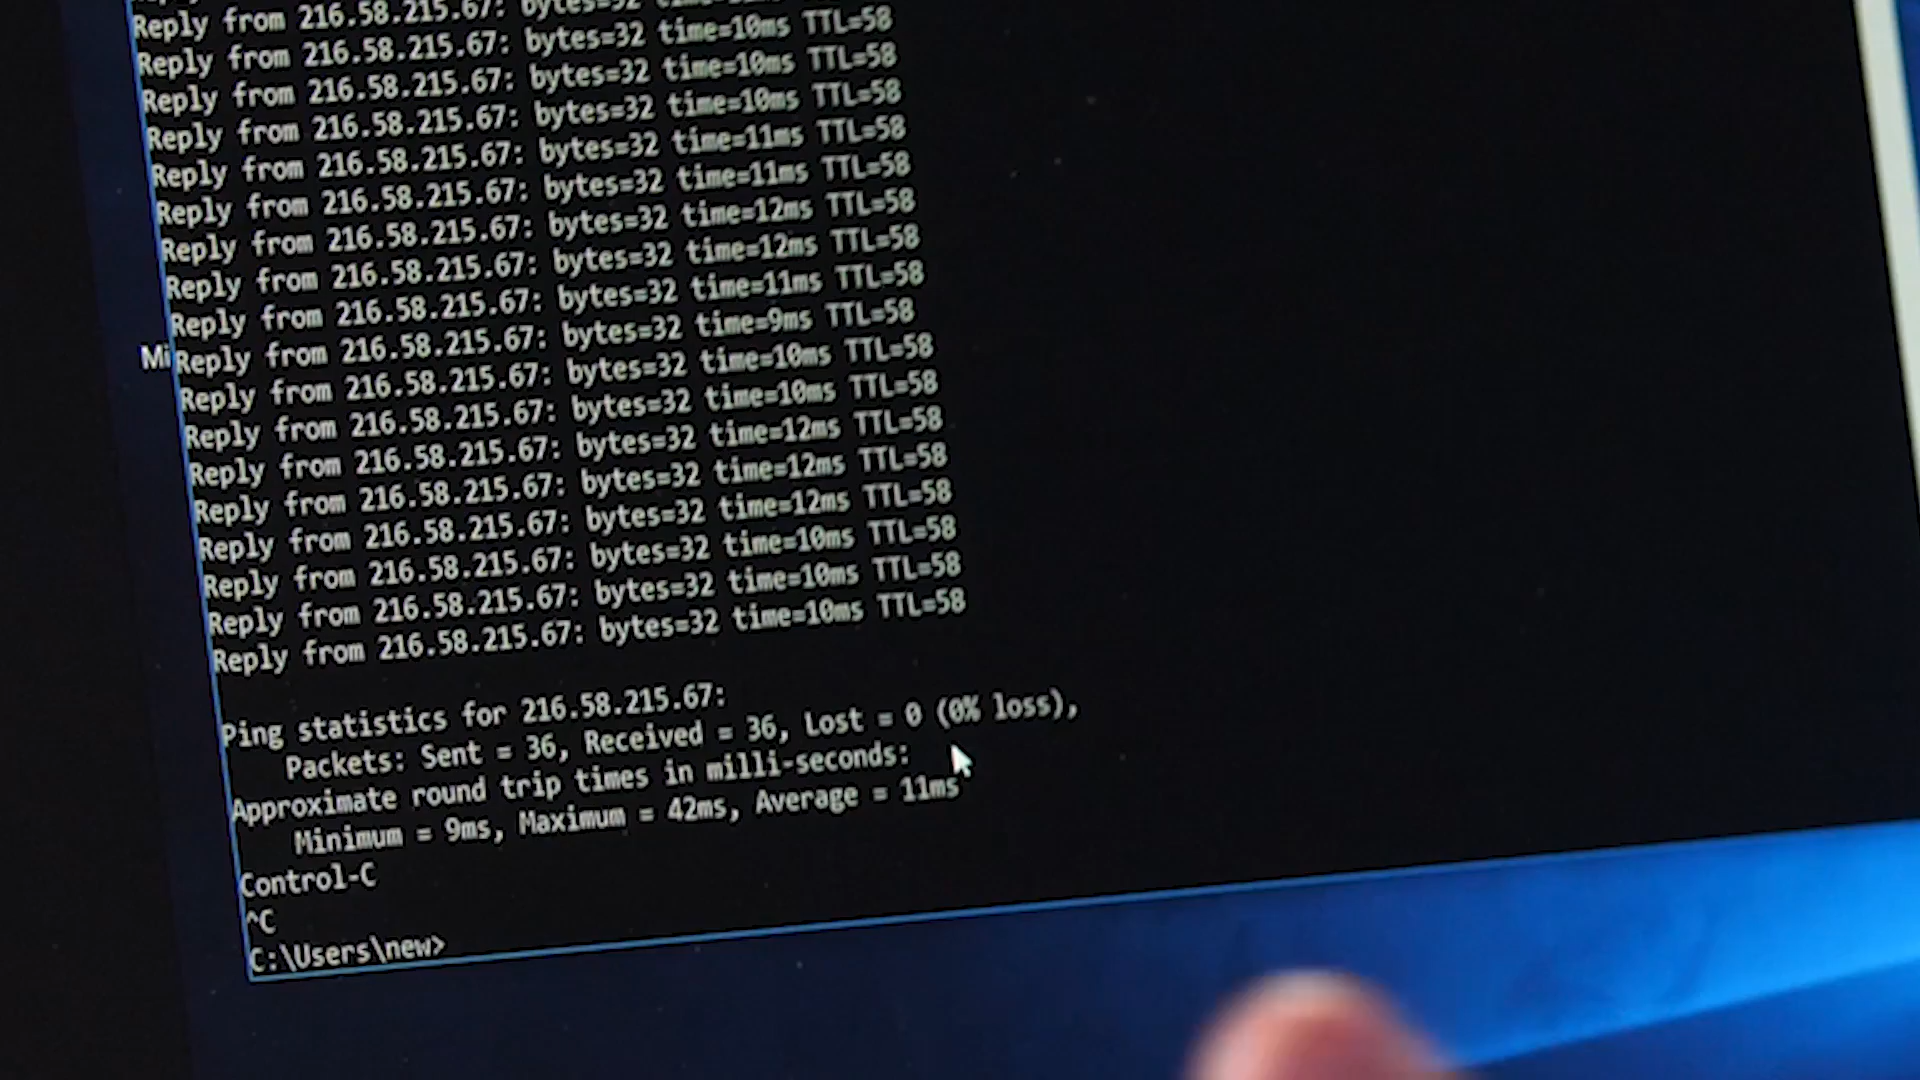 Reply from 216.58.215.67: bytes=32
Reply from 216.58.215.67: bytes=32 time=10ms TTL=58
Reply from 216.58.215.67: bytes=32 time=10ms TTL=58
Reply from 216.58.215.67: bytes=32 time=10ms TTL=58
Reply from 216.58.215.67: bytes=32 time=11ms TTL=58
Reply from 216.58.215.67: bytes=32 time=11ms TTL=58
Reply from 216.58.215.67: bytes=32 time=12ms TTL=58
Reply from 216.58.215.67: bytes=32 time=12ms TTL=58
Reply from 216.58.215.67: bytes=32 time=11ms TTL=58
Reply from 216.58.215.67: bytes=32 time=9ms TTL=58
Reply from 216.58.215.67: bytes=32 time=10ms TTL=58
Reply from 216.58.215.67: bytes=32 time=10ms TTL=58
Reply from 216.58.215.67: bytes=32 time=12ms TTL=58
Reply from 216.58.215.67: bytes=32 time=12ms TTL=58
Reply from 216.58.215.67: bytes=32 time=12ms TTL=58
Reply from 216.58.215.67: bytes=32 time=10ms TTL=58
Reply from 216.58.215.67: bytes=32 time=10ms TTL=58
Reply from 216.58.215.67: bytes=32 time=10ms TTL=58
Ping statistics for 216.58.215.67:
Packets: Sent = 36, Received = 36, Lost = 0 (0% loss),
Approximate round trip times in milli-seconds:
Minimum = 9ms, Maximum = 42ms, Average = 11ms
Control-C
^C
C:\Users\new>